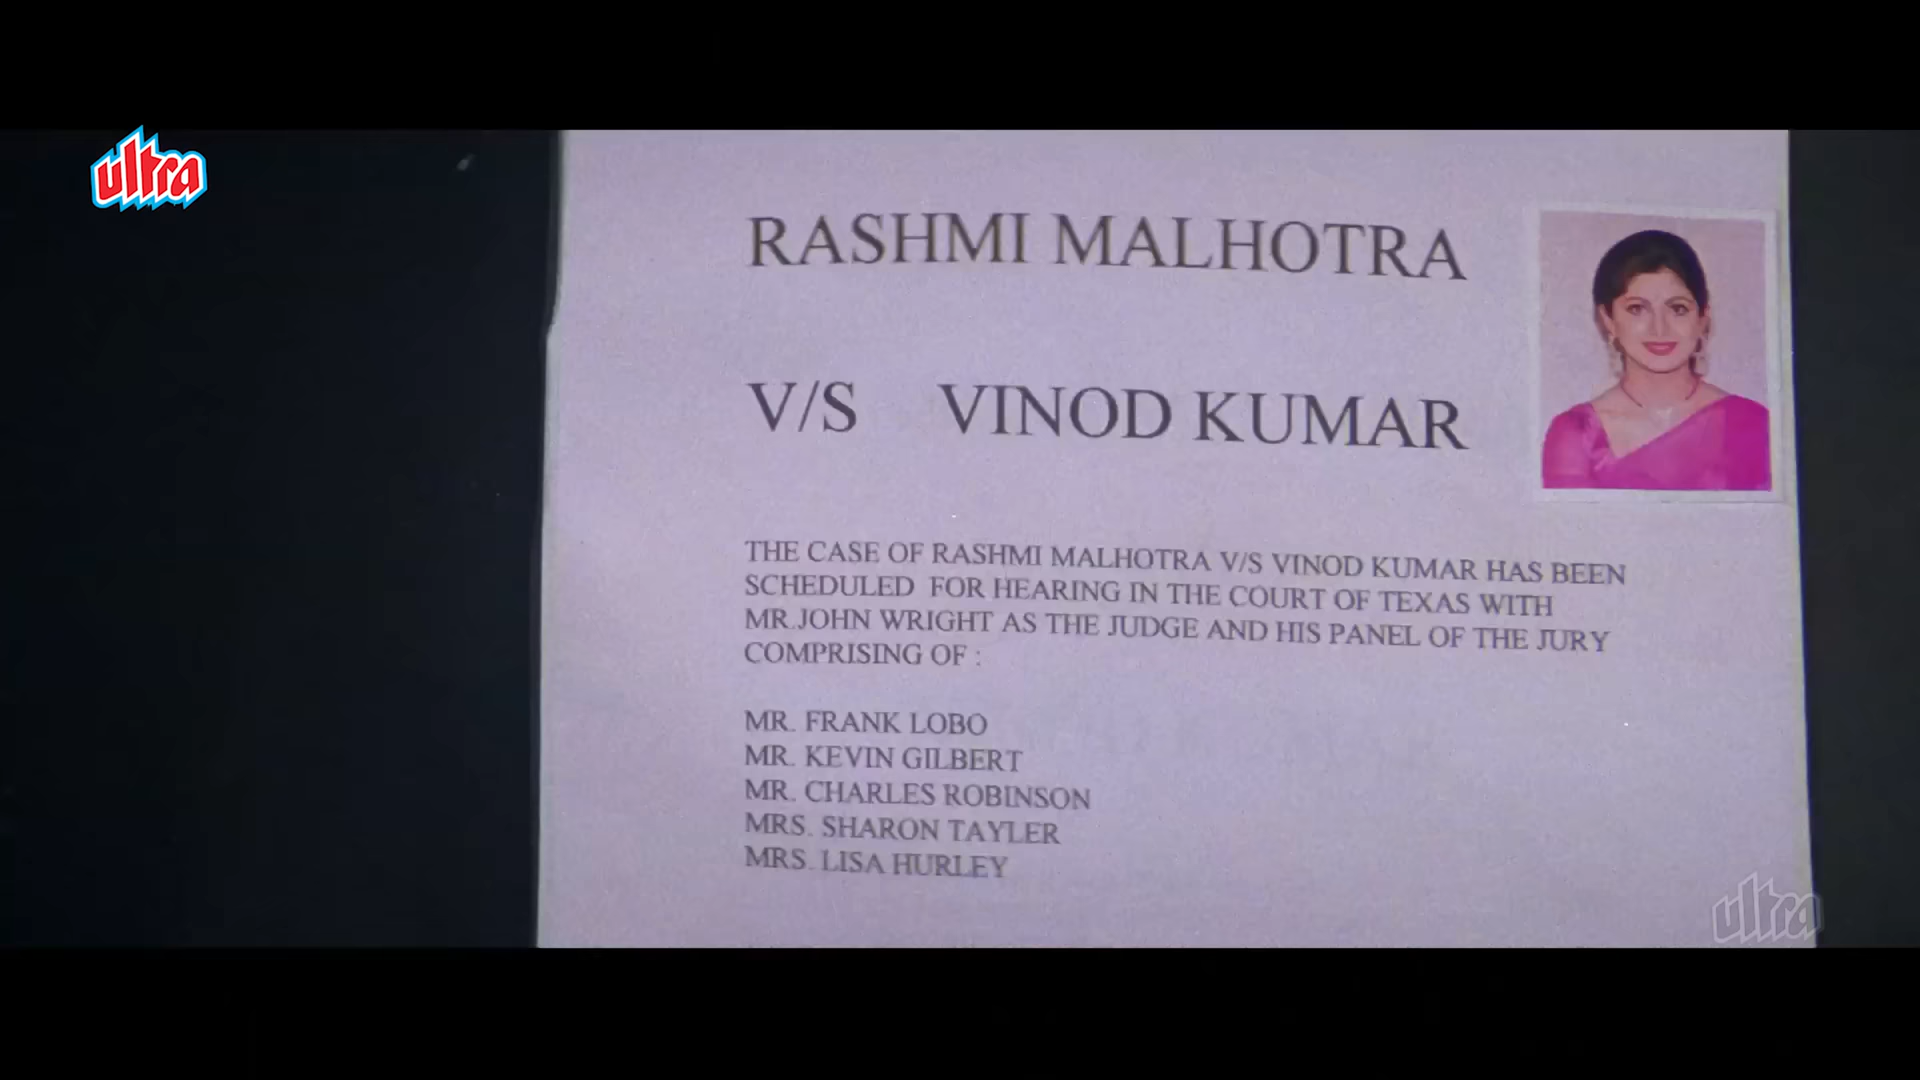 ultra
RASHMI MALHOTRA
V/S VINOD KUMAR
THE CASE OF RASHMI MALHOTRA V/S VINOD KUMAR HAS BEEN
SCHEDULED FOR HEARING IN THE COURT OF TEXAS WITH
MR.JOHN WRIGHT AS THE JUDGE AND HIS PANEL OF THE JURY
COMPRISING OF :
MR. FRANK LOBO
MR. KEVIN GILBERT
MR. CHARLES ROBINSON
MRS. SHARON TAYLER
MRS. LISA HURLEY
ultra